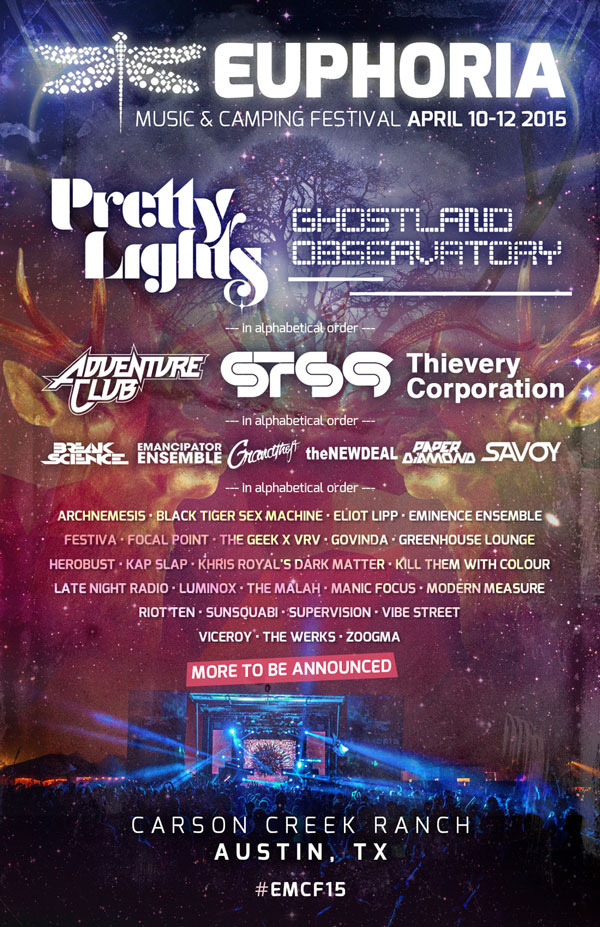 EUPHORIA
MUSIC & CAMPING FESTIVAL APRIL 10-12 2015
Pretty Lights
GHOSTLAND OBSERVATORY
--- in alphabetical order ---
ADVENTURE CLUB
STS9
Thievery Corporation
--- in alphabetical order ---
BREAK SCIENCE
EMANCIPATOR ENSEMBLE
Grandtheft
theNEWDEAL
PAPER DIAMOND
SAVOY
--- in alphabetical order ---
ARCHNEMESIS • BLACK TIGER SEX MACHINE • ELIOT LIPP • EMINENCE ENSEMBLE
FESTIVA • FOCAL POINT • THE GEEK X VRV • GOVINDA • GREENHOUSE LOUNGE
HEROBUST • KAP SLAP • KHRIS ROYAL'S DARK MATTER • KILL THEM WITH COLOUR
LATE NIGHT RADIO • LUMINOX • THE MALAH • MANIC FOCUS • MODERN MEASURE
RIOT TEN • SUNSQUABI • SUPERVISION • VIBE STREET
VICEROY • THE WERKS • ZOOGMA
MORE TO BE ANNOUNCED
CARSON CREEK RANCH
AUSTIN, TX
#EMCF15